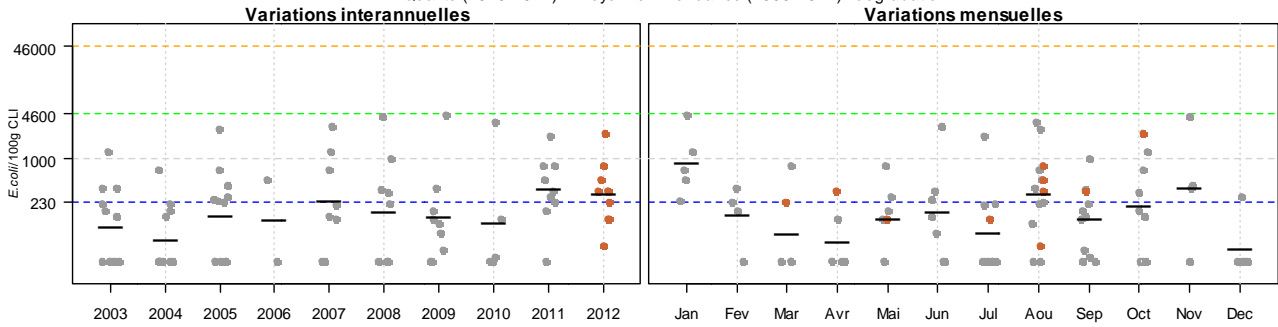 Variations interannuelles
Variations mensuelles
46000
4600
1000
230
E.coli/100g CLI
2003 2004 2005 2006 2007 2008 2009 2010 2011 2012
Jan Fev Mar Avr Mai Jun Jul Aou Sep Oct Nov Dec